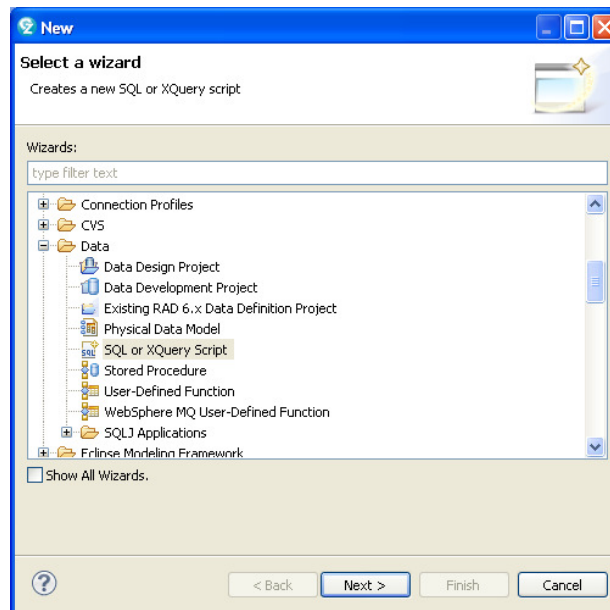 New
Select a wizard
Creates a new SQL or XQuery script
Wizards:
type filter text
Connection Profiles
CVS
Data
Data Design Project
Data Development Project
Existing RAD 6.x Data Definition Project
Physical Data Model
SQL or XQuery Script
Stored Procedure
User-Defined Function
WebSphere MQ User-Defined Function
SQLJ Applications
Eclipse Modeling Framework
Show All Wizards.
< Back Next > Finish Cancel